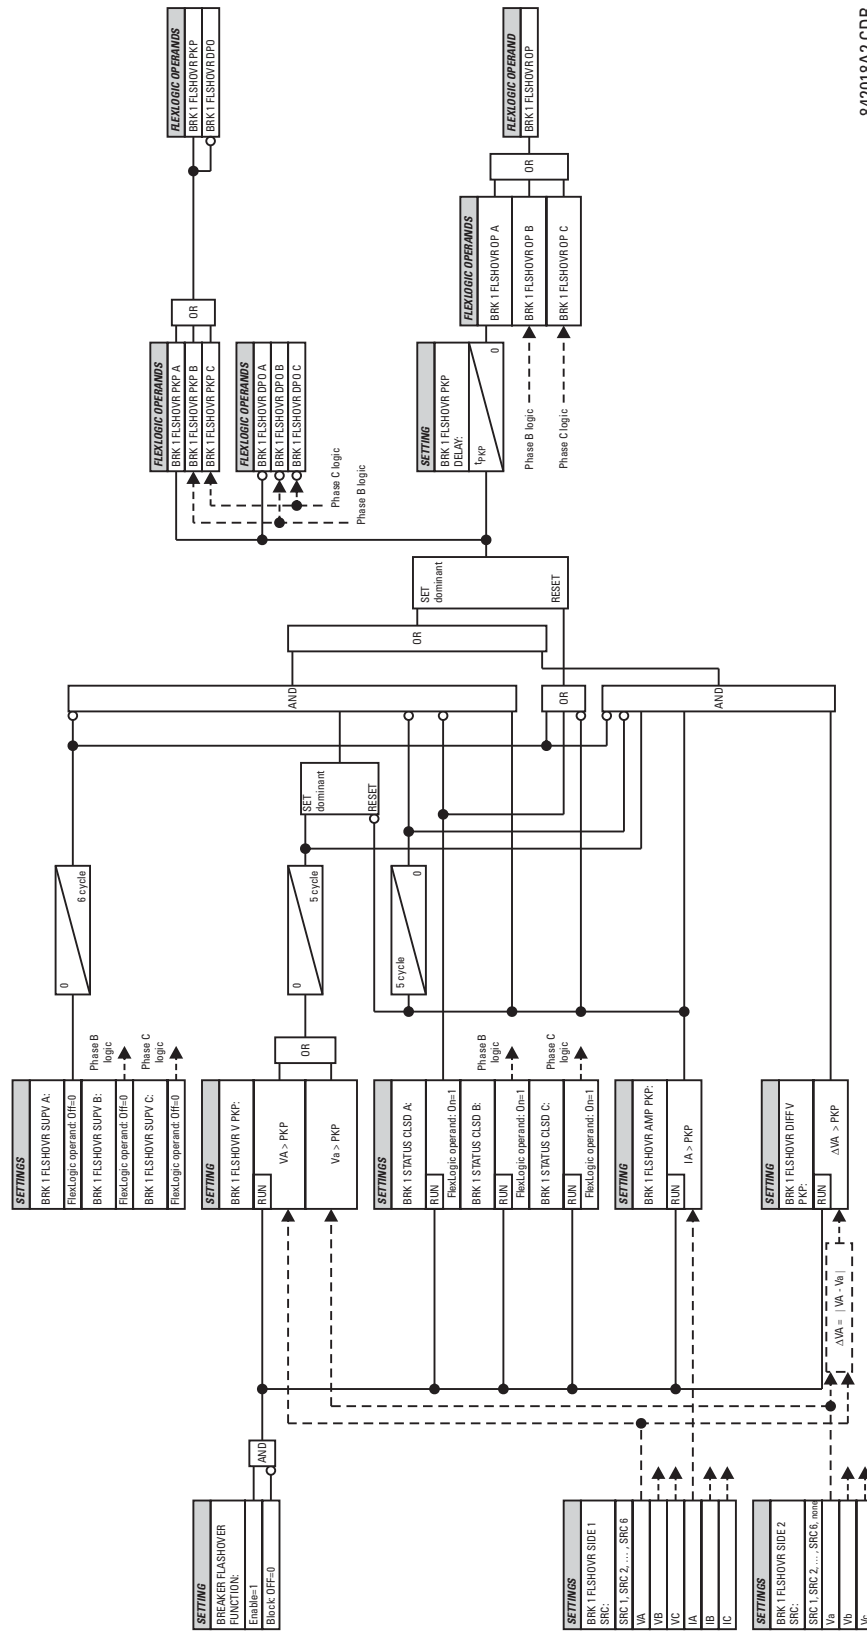 SETTING
BREAKER FLASHOVER
FUNCTION:
Enable=1
Block: OFF=0
AND
SETTINGS
BRK 1 FLSHOVR SIDE 1
SRC:
SRC 1, SRC 2, ... , SRC 6
VA
VB
VC
IA
IB
IC
SETTINGS
BRK 1 FLSHOVR SIDE 2
SRC:
SRC 1, SRC 2, ... , SRC 6, none
Va
Vb
Vc
SETTINGS
BRK 1 FLSHOVR SUPV A:
FlexLogic operand: Off=0
BRK 1 FLSHOVR SUPV B:
FlexLogic operand: Off=0
BRK 1 FLSHOVR SUPV C:
FlexLogic operand: Off=0
Phase B
logic
Phase C
logic
SETTING
BRK 1 FLSHOVR V PKP:
RUN
VA > PKP
Va > PKP
OR
SETTINGS
BRK 1 STATUS CLSD A:
RUN
FlexLogic operand: On=1
BRK 1 STATUS CLSD B:
RUN
FlexLogic operand: On=1
BRK 1 STATUS CLSD C:
RUN
FlexLogic operand: On=1
Phase B
logic
Phase C
logic
SETTING
BRK 1 FLSHOVR AMP PKP:
RUN
IA > PKP
SETTING
BRK 1 FLSHOVR DIFF V
PKP:
RUN
ΔVA > PKP
ΔVA = | VA - Va |
0
6 cycle
0
5 cycle
5 cycle
0
SET
dominant
RESET
AND
OR
AND
OR
SET
dominant
RESET
FLEXLOGIC OPERANDS
BRK 1 FLSHOVR PKP A
BRK 1 FLSHOVR PKP B
BRK 1 FLSHOVR PKP C
OR
FLEXLOGIC OPERANDS
BRK 1 FLSHOVR DPO A
BRK 1 FLSHOVR DPO B
BRK 1 FLSHOVR DPO C
Phase C logic
Phase B logic
SETTING
BRK 1 FLSHOVR PKP
DELAY:
tPKP
0
Phase B logic
Phase C logic
FLEXLOGIC OPERANDS
BRK 1 FLSHOVR OP A
BRK 1 FLSHOVR OP B
BRK 1 FLSHOVR OP C
OR
FLEXLOGIC OPERANDS
BRK 1 FLSHOVR PKP
BRK 1 FLSHOVR DPO
FLEXLOGIC OPERAND
BRK 1 FLSHOVR OP
842018A2.CDR